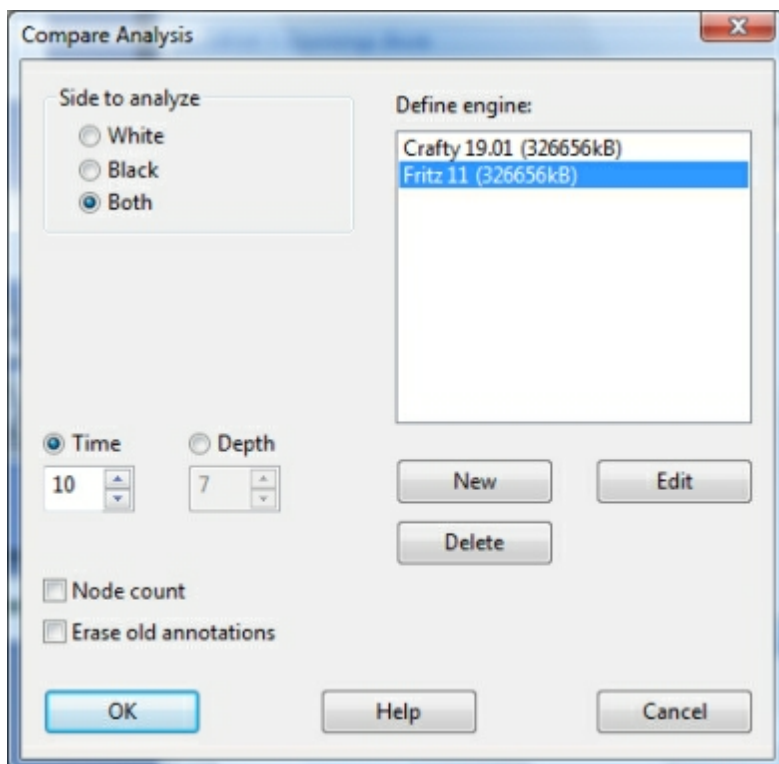 Compare Analysis
Side to analyze
White
Black
Both
Define engine:
Crafty 19.01 (326656kB)
Fritz 11 (326656kB)
Time
Depth
10
7
New
Edit
Delete
Node count
Erase old annotations
OK
Help
Cancel